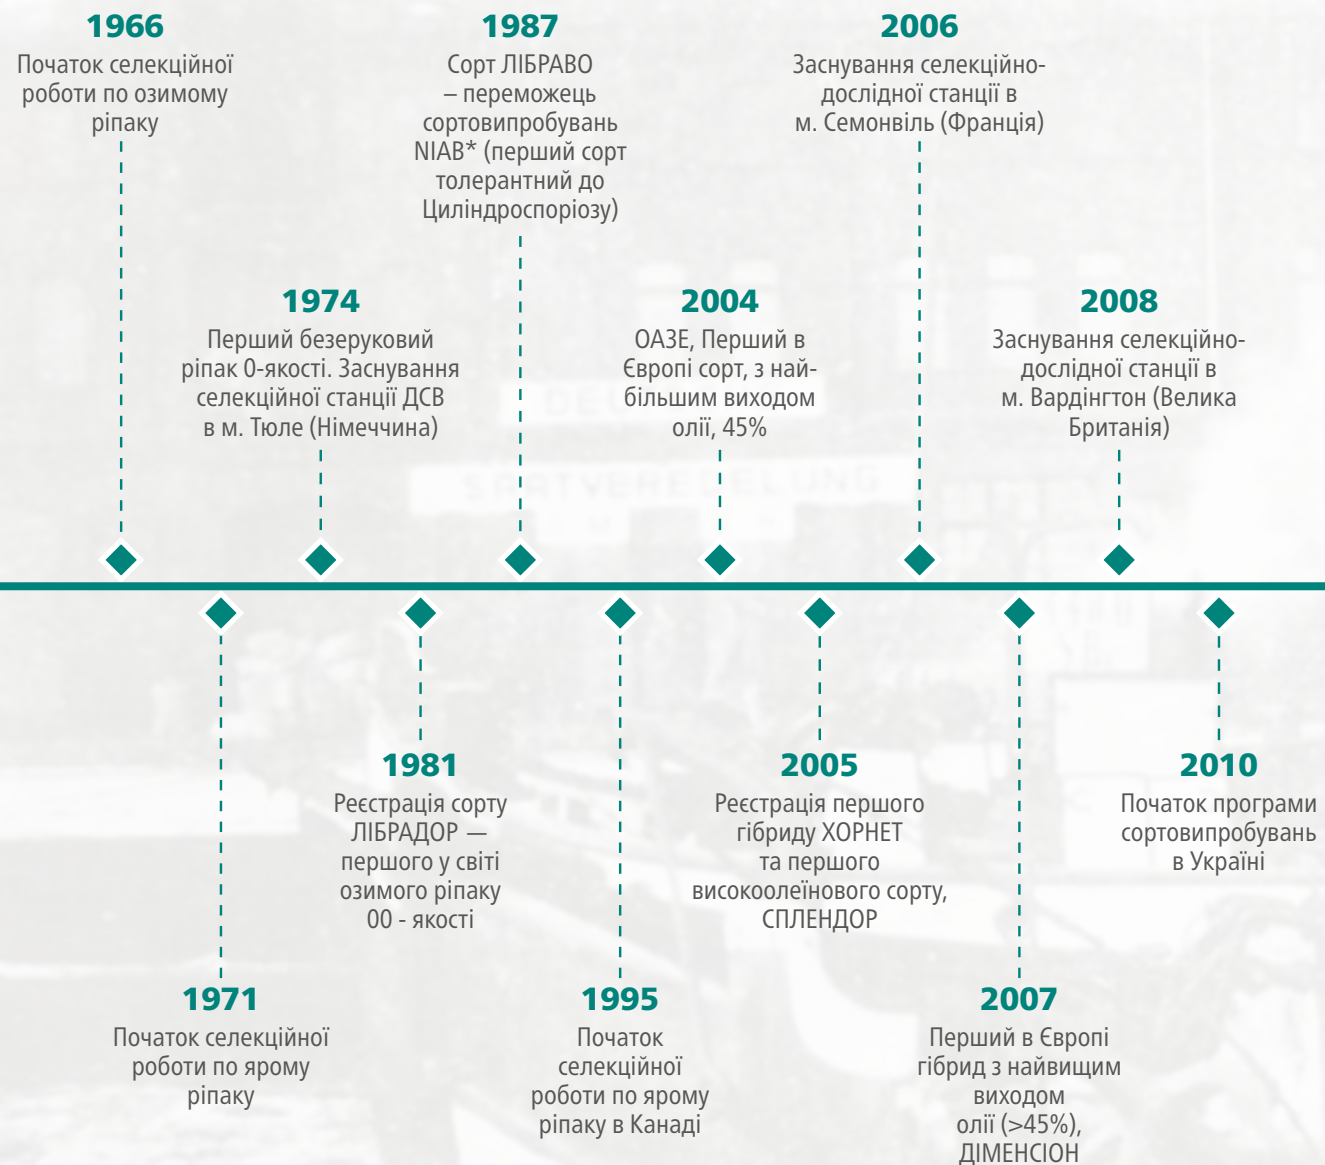 1966
Початок селекційної
роботи по озимому
ріпаку
1987
Сорт ЛІБРАВО
– переможець
сортовипробувань
NIAB* (перший сорт
толерантний до
Циліндроспоріозу)
2006
Заснування селекційно-
дослідної станції в
м. Семонвіль (Франція)
1974
Перший безеруковий
ріпак 0-якості. Заснування
селекційної станції ДСВ
в м. Тюле (Німеччина)
2004
ОАЗЕ, Перший в
Європі сорт, з най-
більшим виходом
олії, 45%
2008
Заснування селекційно-
дослідної станції в
м. Вардінгтон (Велика
Британія)
SAATVEREDELUNG
1981
Реєстрація сорту
ЛІБРАДОР —
першого у світі
озимого ріпаку
00 - якості
2005
Реєстрація першого
гібриду ХОРНЕТ
та першого
високоолеїнового сорту,
СПЛЕНДОР
2010
Початок програми
сортовипробувань
в Україні
1971
Початок селекційної
роботи по ярому
ріпаку
1995
Початок
селекційної
роботи по ярому
ріпаку в Канаді
2007
Перший в Європі
гібрид з найвищим
виходом
олії (>45%),
ДІМЕНСІОН